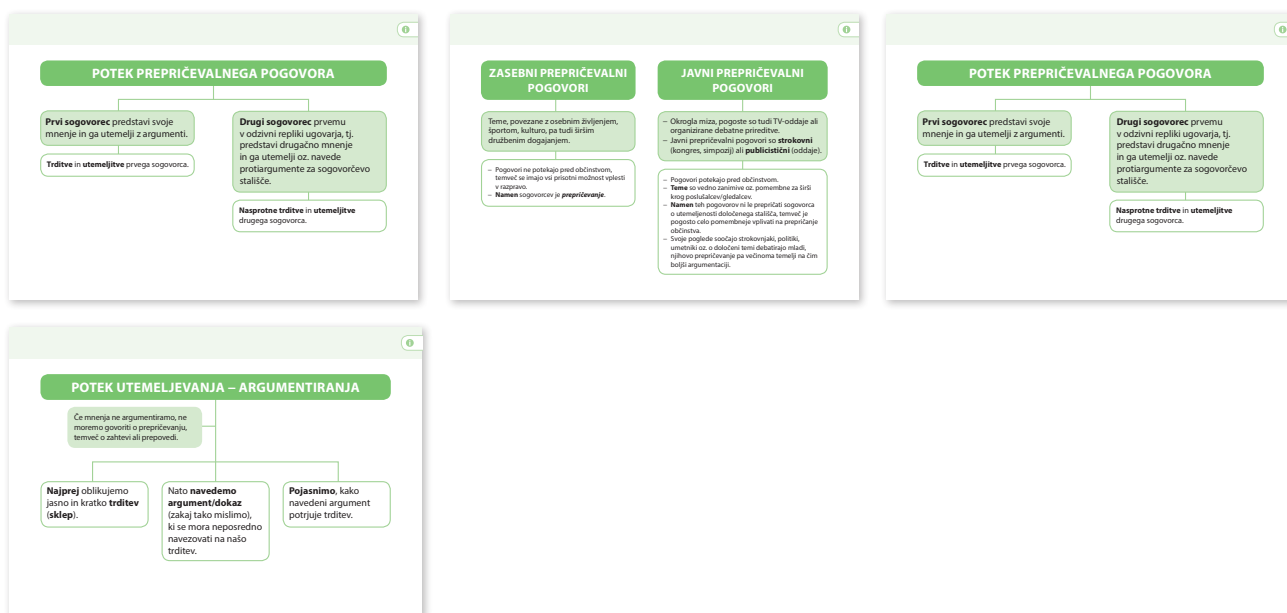 POTEK PREPRIČEVALNEGA POGOVORA
Prvi sogovorec predstavi svoje
mnenje in ga utemelji z argumenti.
Trditve in utemeljitve prvega sogovorca.
Drugi sogovorec prvemu
v odzivni repliki ugovarja, tj.
predstavi drugačno mnenje
in ga utemelji oz. navede
protiargumente za sogovorčevo
stališče.
Nasprotne trditve in utemeljitve
drugega sogovorca.
ZASEBNI PREPRIČEVALNI
POGOVORI
Teme, povezane z osebnim življenjem,
športom, kulturo, pa tudi širšim
družbenim dogajanjem.
– Pogovori ne potekajo pred občinstvom,
temveč se imajo vsi prisotni možnost vplesti
v razpravo.
– Namen sogovorcev je prepričevanje.
JAVNI PREPRIČEVALNI
POGOVORI
– Okrogla miza, pogoste so tudi TV-oddaje ali
organizirane debatne prireditve.
– Javni prepričevalni pogovori so strokovni
(kongres, simpozij) ali publicistični (oddaje).
– Pogovori potekajo pred občinstvom.
– Teme so vedno zanimive oz. pomembne za širši
krog poslušalcev/gledalcev.
– Namen teh pogovorov ni le prepričati sogovorca
o utemeljenosti določenega stališča, temveč je
pogosto celo pomembneje vplivati na prepričanje
občinstva.
– Svoje poglede soočajo strokovnjaki, politiki,
umetniki oz. o določeni temi debatirajo mladi,
njihovo prepričevanje pa večinoma temelji na čim
boljši argumentaciji.
POTEK PREPRIČEVALNEGA POGOVORA
Prvi sogovorec predstavi svoje
mnenje in ga utemelji z argumenti.
Trditve in utemeljitve prvega sogovorca.
Drugi sogovorec prvemu
v odzivni repliki ugovarja, tj.
predstavi drugačno mnenje
in ga utemelji oz. navede
protiargumente za sogovorčevo
stališče.
Nasprotne trditve in utemeljitve
drugega sogovorca.
POTEK UTEMELJEVANJA – ARGUMENTIRANJA
Če mnenja ne argumentiramo, ne
moremo govoriti o prepričevanju,
temveč o zahtevi ali prepovedi.
Najprej oblikujemo
jasno in kratko trditev
(sklep).
Nato navedemo
argument/dokaz
(zakaj tako mislimo),
ki se mora neposredno
navezovati na našo
trditev.
Pojasnimo, kako
navedeni argument
potrjuje trditev.